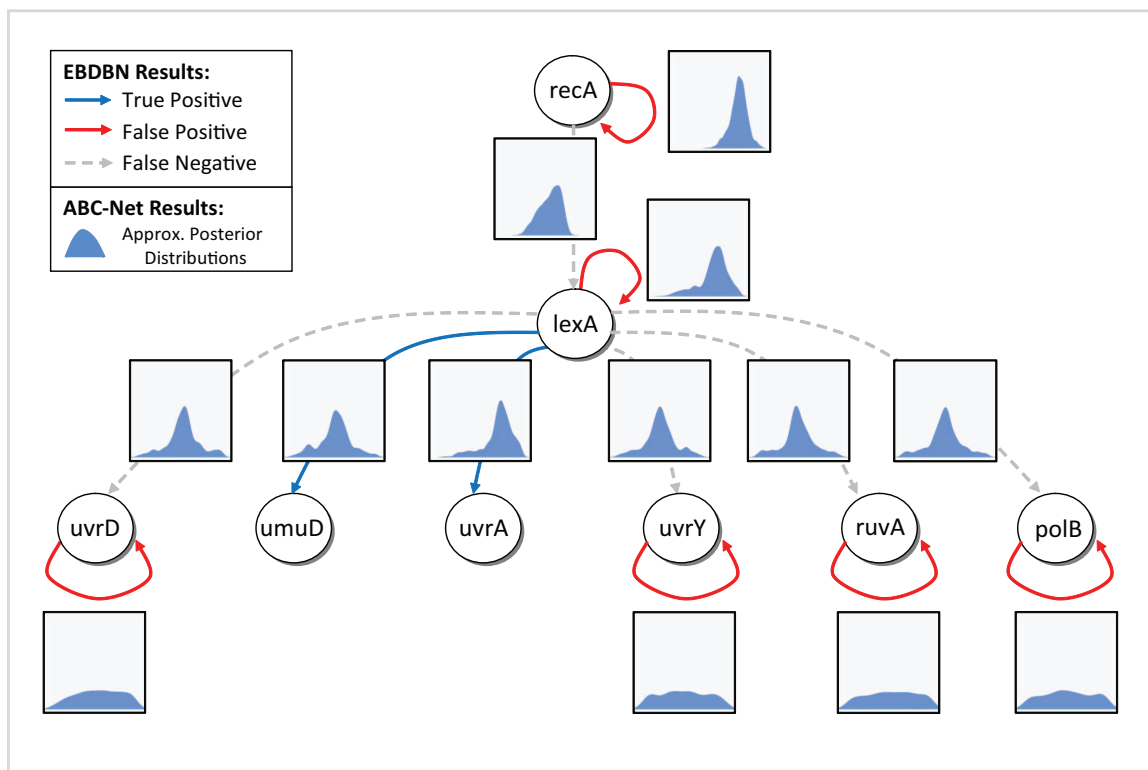 EBDBN Results:
True Positive
False Positive
False Negative
ABC-Net Results:
Approx. Posterior
Distributions
recA
lexA
uvrD
umuD
uvrA
uvrY
ruvA
polB